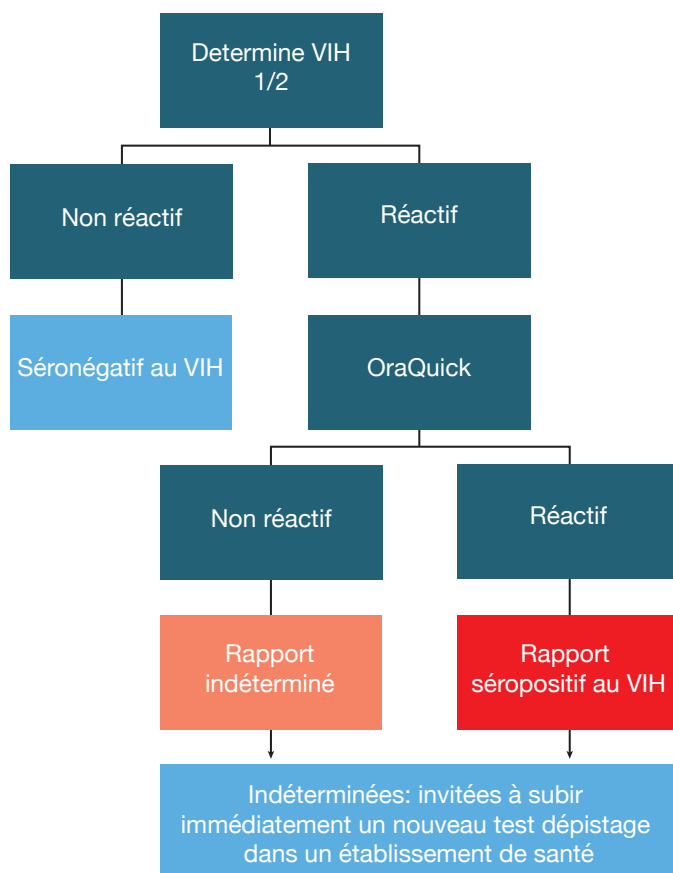 Determine VIH
1/2
Non réactif
Réactif
Séronégatif au VIH
OraQuick
Non réactif
Réactif
Rapport
indéterminé
Rapport
séropositif au VIH
Indéterminées: invitées à subir
immédiatement un nouveau test dépistage
dans un établissement de santé